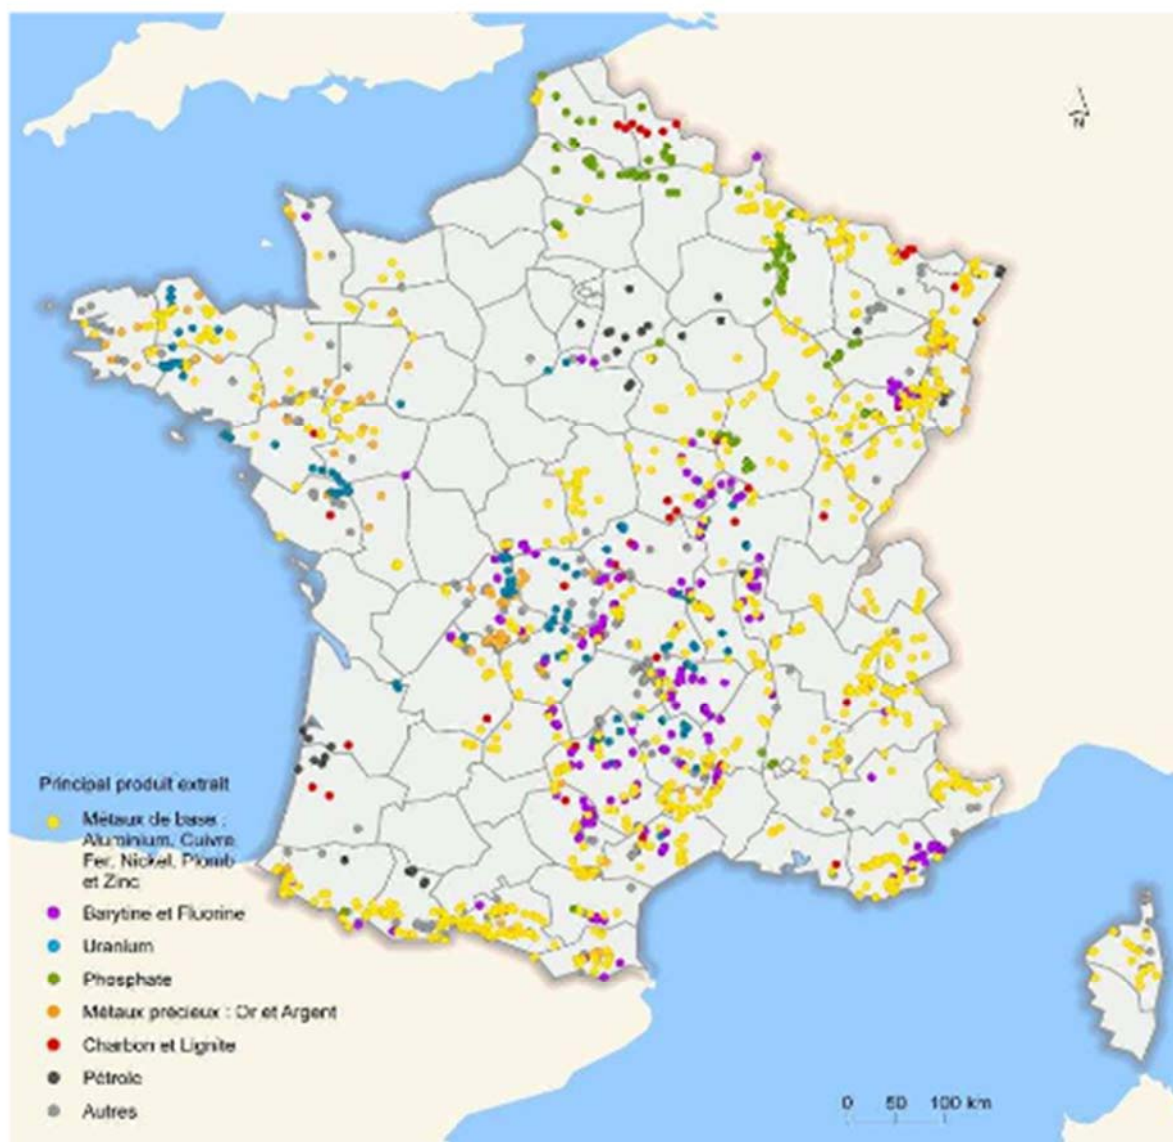 N
Principal produit extrait
Métaux de base :
Aluminium, Cuivre
Fer, Nickel, Plomb
et Zinc
Barytine et Fluorine
Uranium
Phosphate
Métaux précieux : Or et Argent
Charbon et Lignite
Pétrole
Autres
0 50 100 km